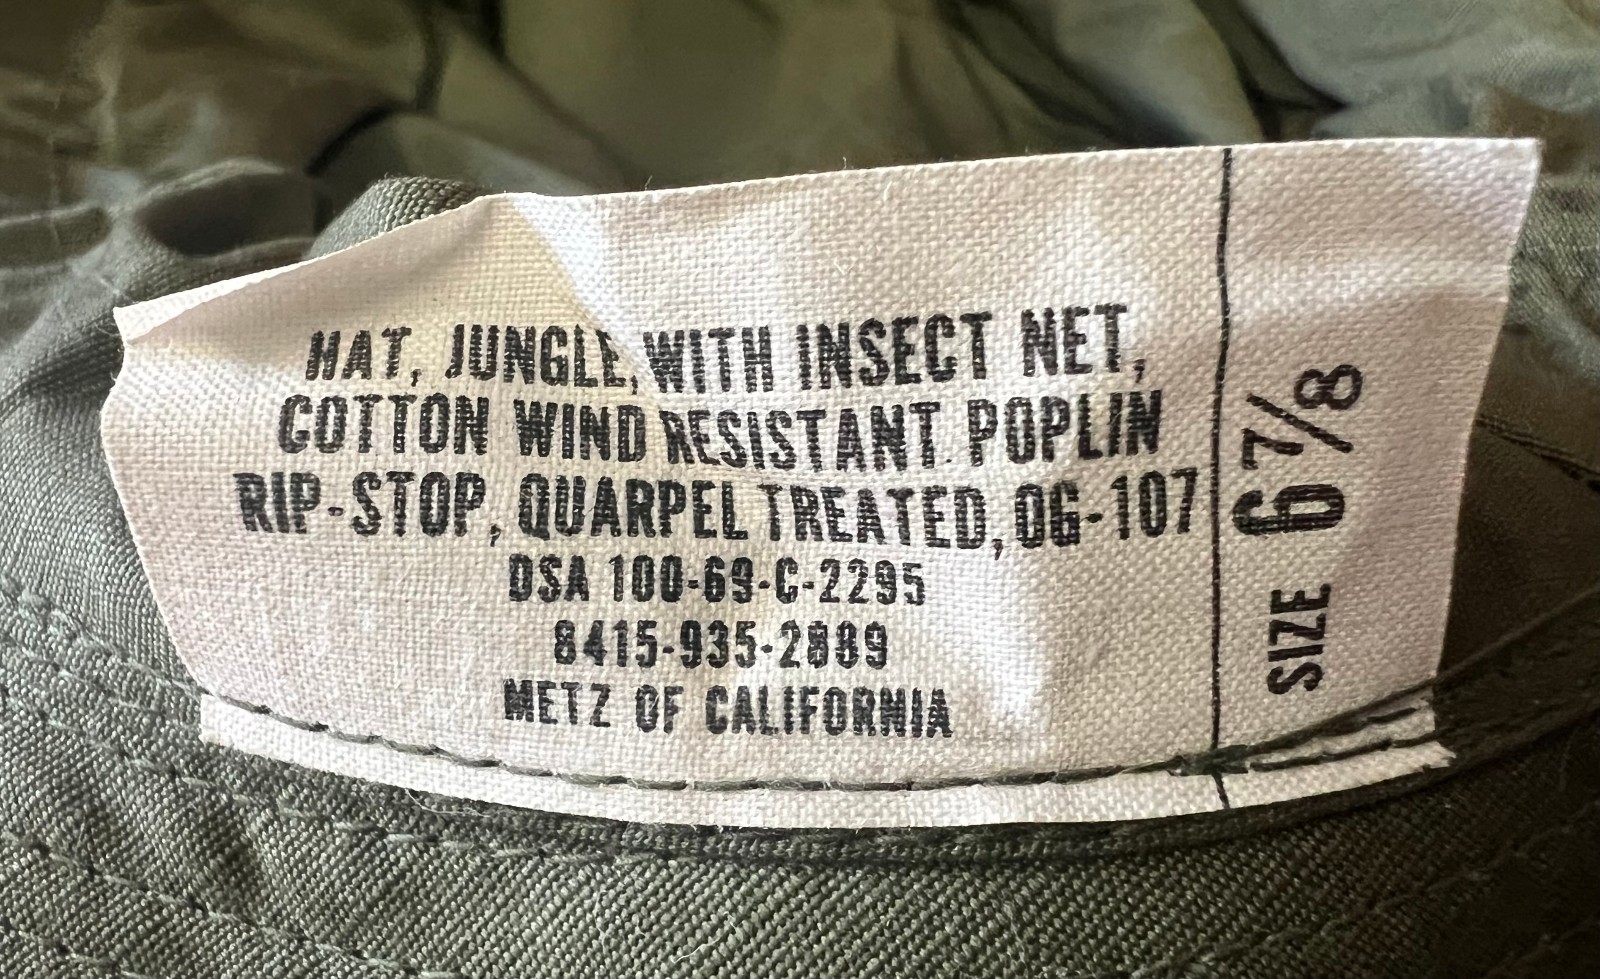 HAT, JUNGLE, WITH INSECT NET,
COTTON WIND RESISTANT POPLIN
RIP-STOP, QUARPEL TREATED, OG-107
DSA 100-69-C-2295
8415-935-2889
METZ OF CALIFORNIA
SIZE 6 7/8